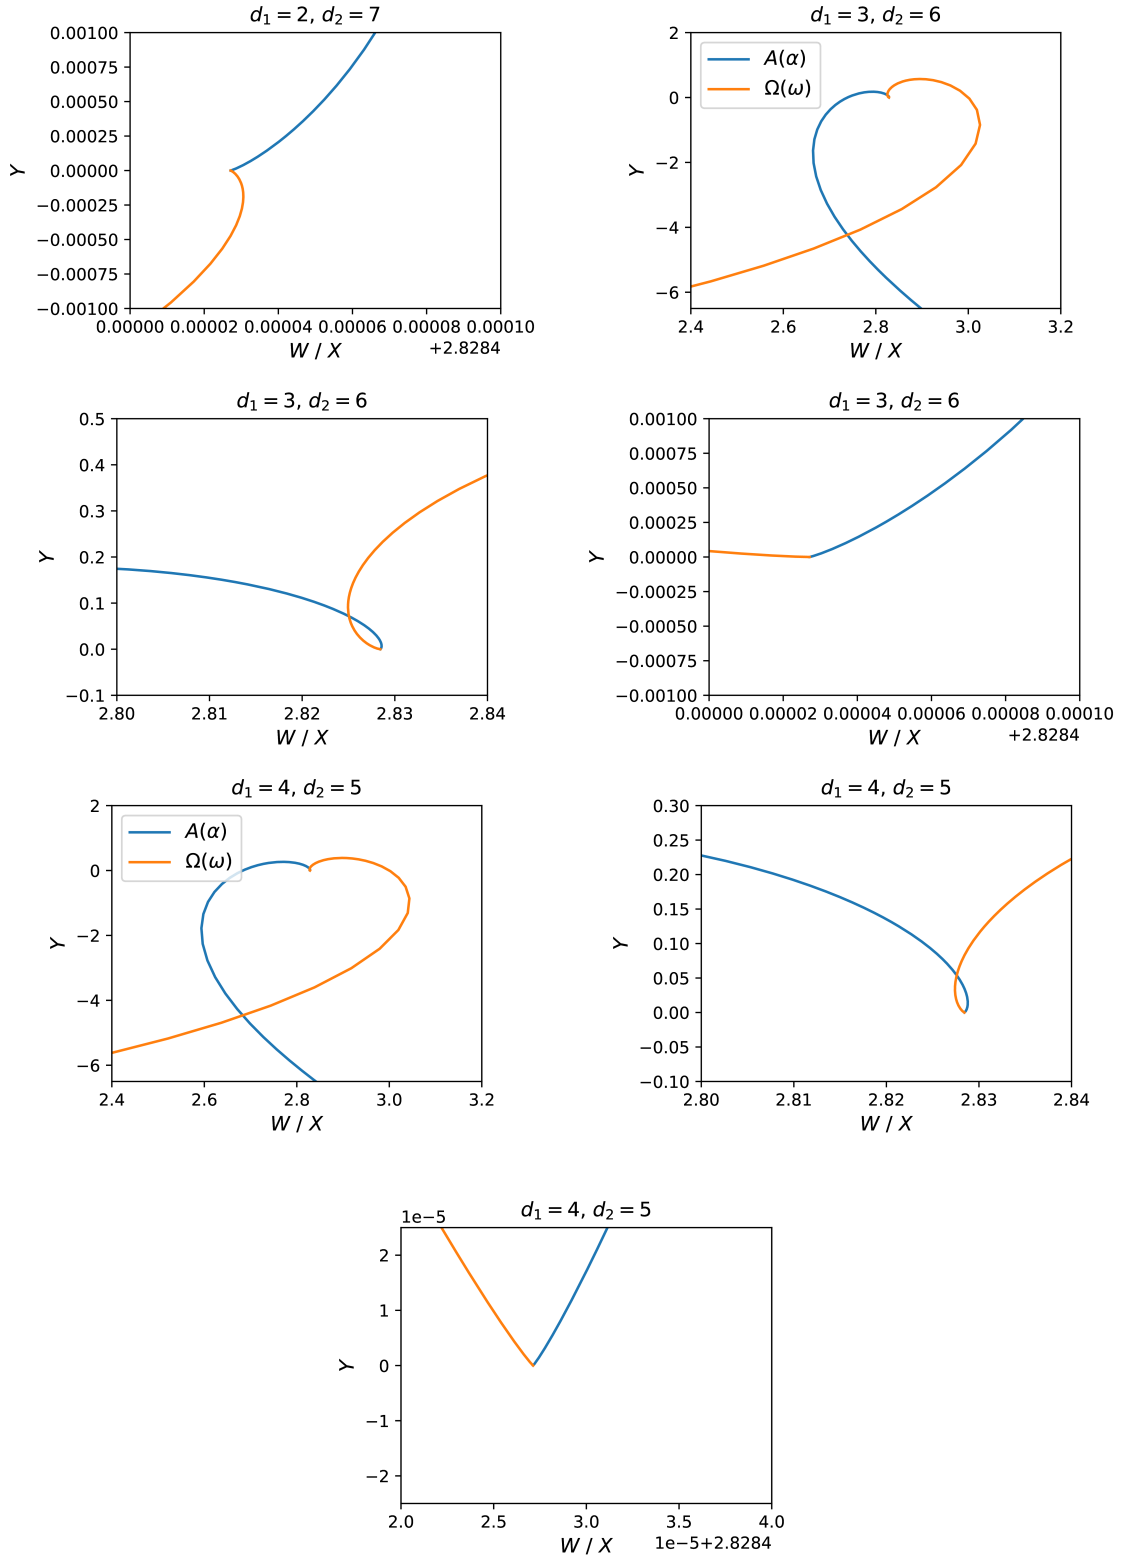 d₁ = 2, d₂ = 7
0.00100
0.00075
0.00050
0.00025
0.00000
−0.00025
−0.00050
−0.00075
−0.00100
Y
0.00000 0.00002 0.00004 0.00006 0.00008 0.00010
W / X
+2.8284
d₁ = 3, d₂ = 6
A(α)
Ω(ω)
2
0
−2
−4
−6
Y
2.4 2.6 2.8 3.0 3.2
W / X
d₁ = 3, d₂ = 6
0.5
0.4
0.3
0.2
0.1
0.0
−0.1
Y
2.80 2.81 2.82 2.83 2.84
W / X
d₁ = 3, d₂ = 6
0.00100
0.00075
0.00050
0.00025
0.00000
−0.00025
−0.00050
−0.00075
−0.00100
Y
0.00000 0.00002 0.00004 0.00006 0.00008 0.00010
W / X
+2.8284
d₁ = 4, d₂ = 5
A(α)
Ω(ω)
2
0
−2
−4
−6
Y
2.4 2.6 2.8 3.0 3.2
W / X
d₁ = 4, d₂ = 5
0.30
0.25
0.20
0.15
0.10
0.05
0.00
−0.05
−0.10
Y
2.80 2.81 2.82 2.83 2.84
W / X
1e−5
d₁ = 4, d₂ = 5
2
1
0
−1
−2
Y
2.0 2.5 3.0 3.5 4.0
W / X
1e−5+2.8284